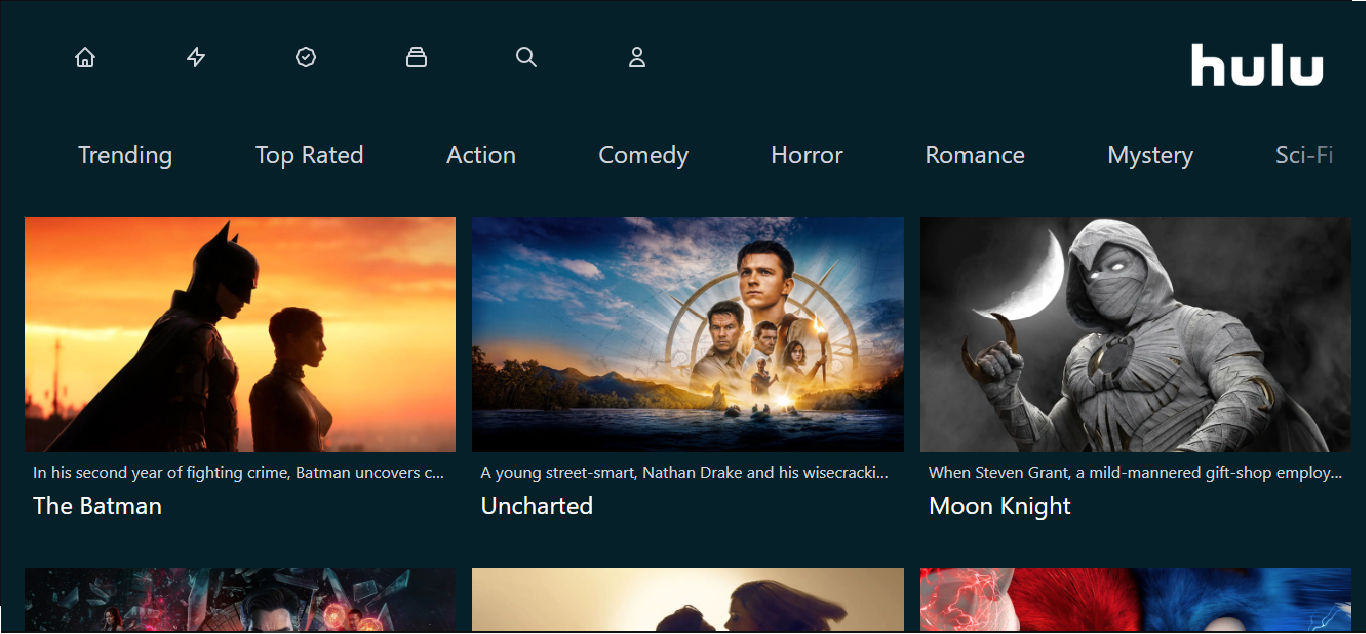 hulu
Trending Top Rated Action Comedy Horror Romance Mystery Sci-Fi
In his second year of fighting crime, Batman uncovers c...
The Batman
A young street-smart, Nathan Drake and his wisecracki...
Uncharted
When Steven Grant, a mild-mannered gift-shop employ...
Moon Knight